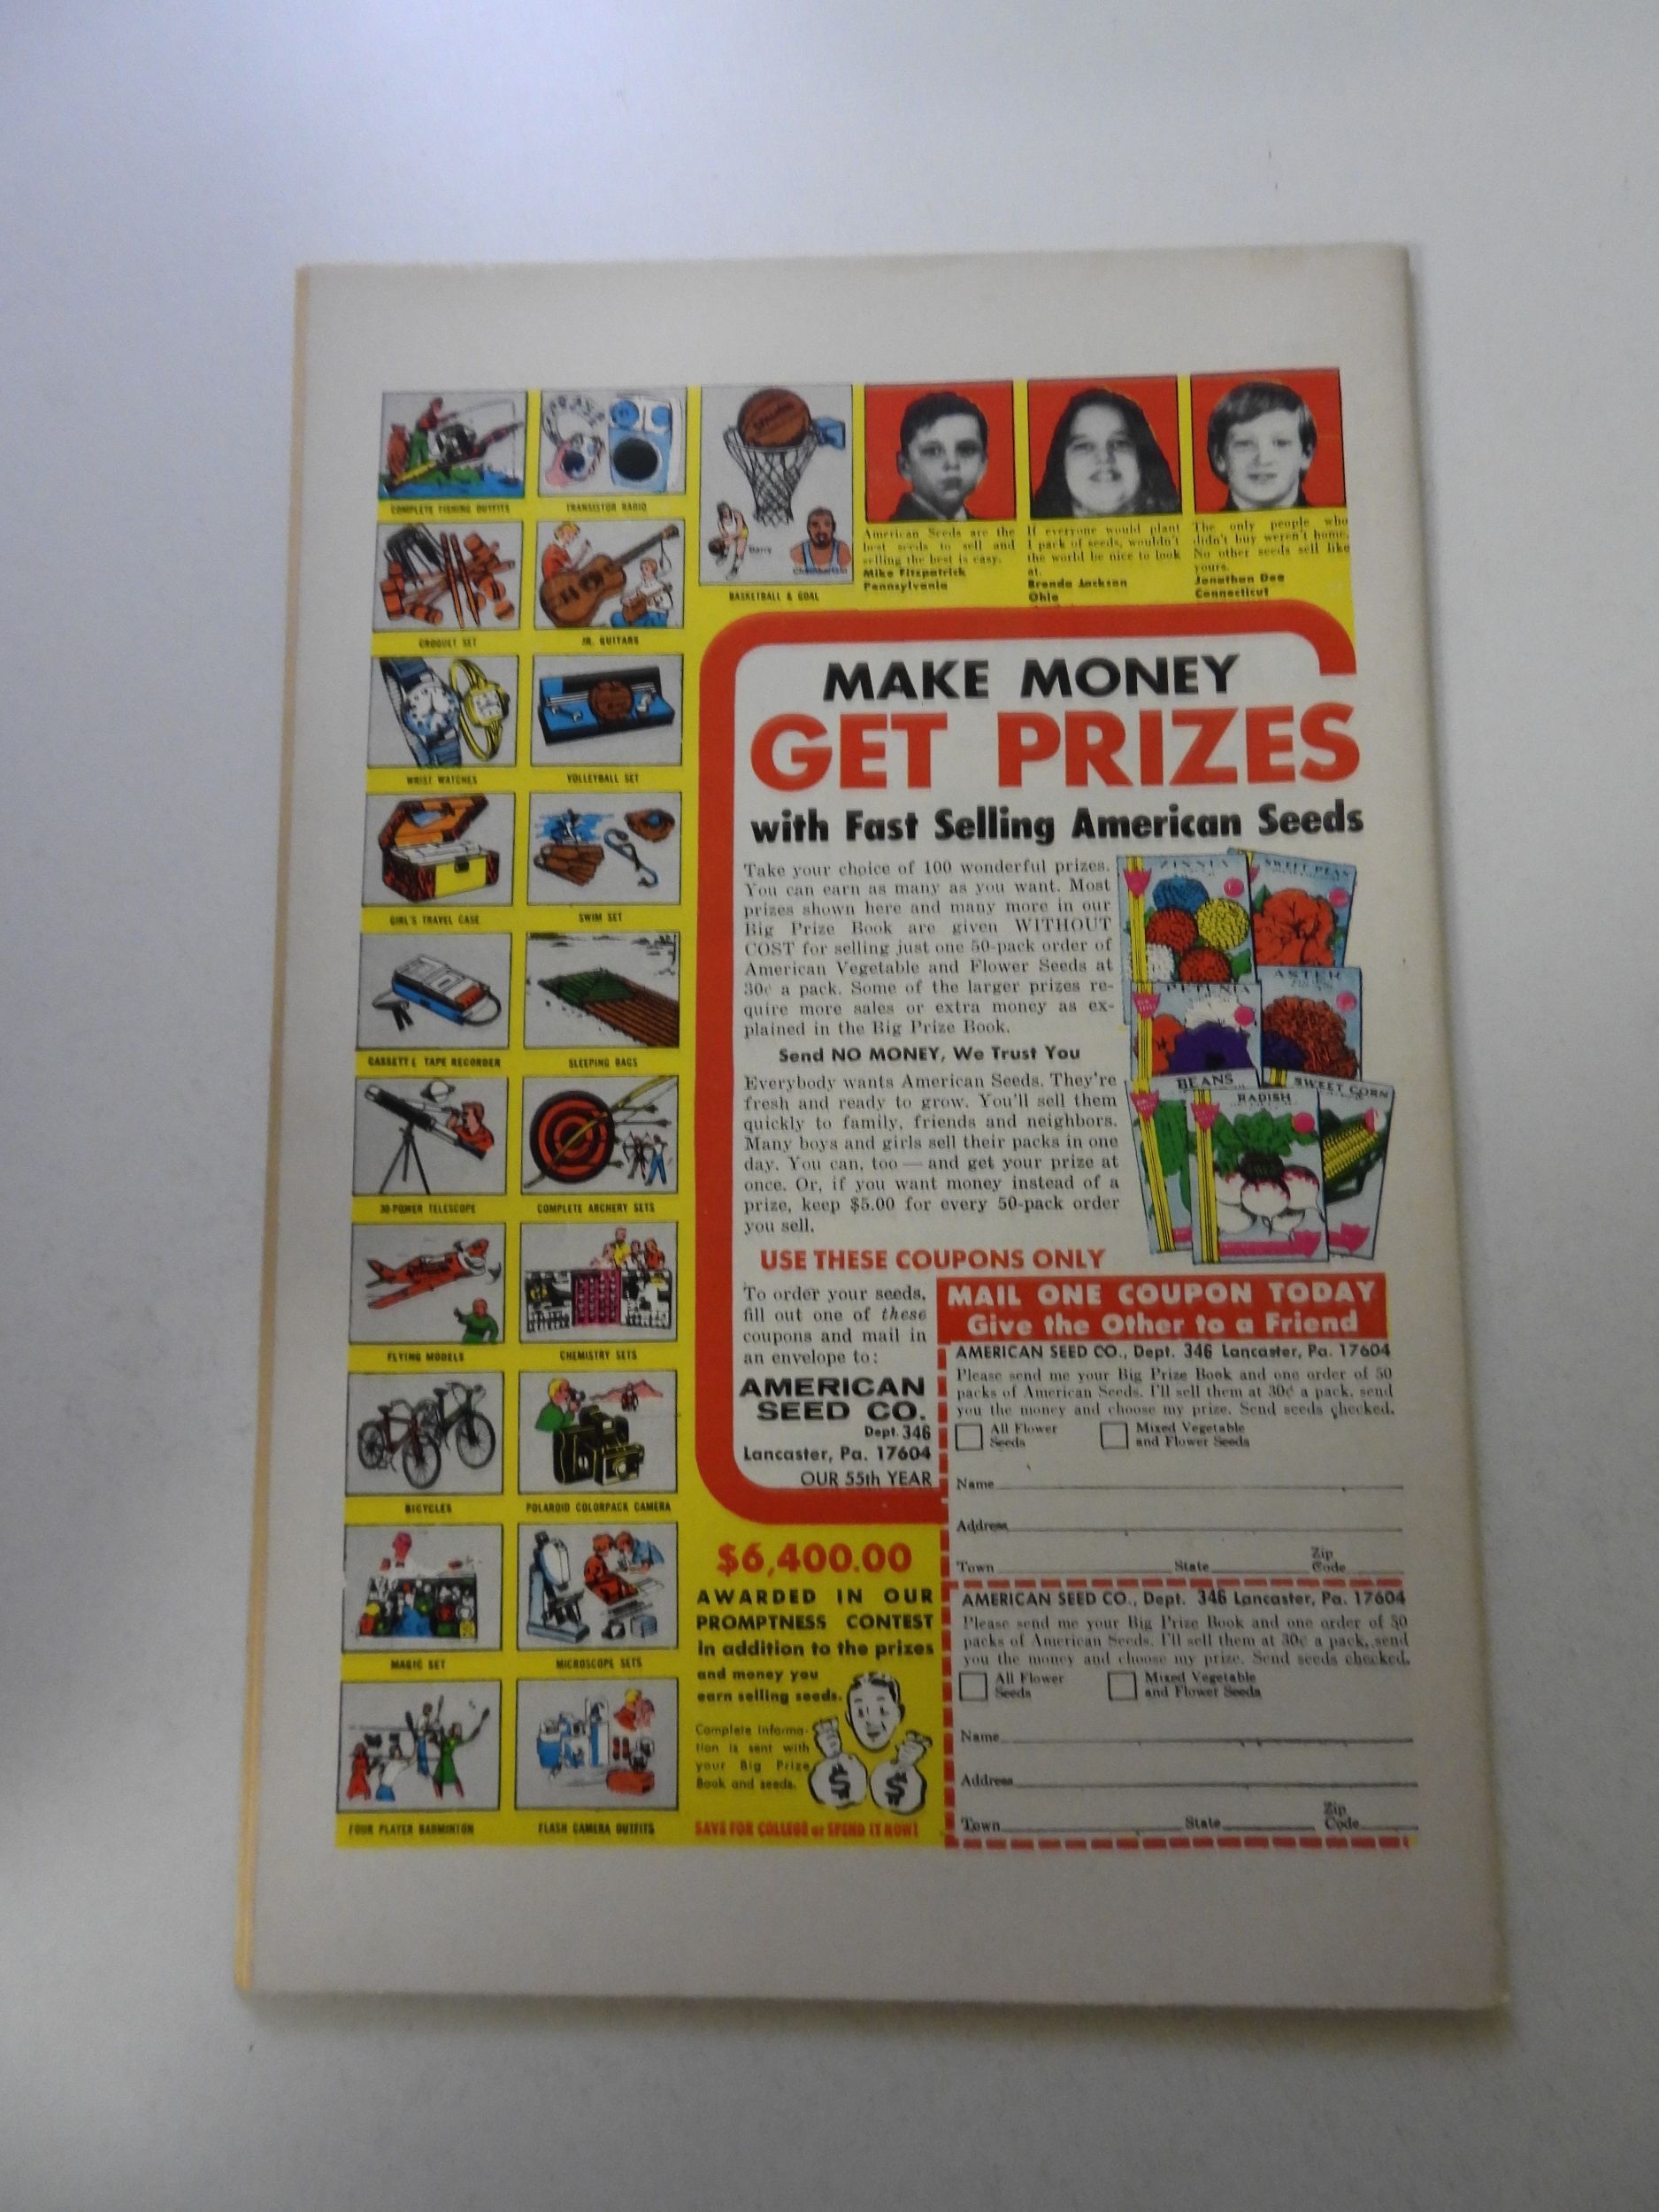 COMPLETE FISHING OUTFITS
TRANSISTOR RADIO
CROQUET SET
JR. GUITARS
WRIST WATCHES
VOLLEYBALL SET
GIRL'S TRAVEL CASE
SWIM SET
CASSETTE TAPE RECORDER
SLEEPING BAGS
30-POWER TELESCOPE
COMPLETE ARCHERY SETS
FLYING MODELS
CHEMISTRY SETS
BICYCLES
POLAROID COLORPACK CAMERA
MAGIC SET
MICROSCOPE SETS
FOUR PLAYER BADMINTON
FLASH CAMERA OUTFITS
Barry
Chamberlain
BASKETBALL & GOAL
American Seeds are the
best seeds to sell and
selling the best is easy.
Mike Fitzpatrick
Pennsylvania
If everyone would plant
1 pack of seeds, wouldn't
the world be nice to look
at.
Brenda Jackson
Ohio
The only people who
didn't buy weren't home.
No other seeds sell like
yours.
Jonathan Dee
Connecticut
MAKE MONEY
GET PRIZES
with Fast Selling American Seeds
Take your choice of 100 wonderful prizes.
You can earn as many as you want. Most
prizes shown here and many more in our
Big Prize Book are given WITHOUT
COST for selling just one 50-pack order of
American Vegetable and Flower Seeds at
30¢ a pack. Some of the larger prizes re-
quire more sales or extra money as ex-
plained in the Big Prize Book.
Send NO MONEY, We Trust You
Everybody wants American Seeds. They're
fresh and ready to grow. You'll sell them
quickly to family, friends and neighbors.
Many boys and girls sell their packs in one
day. You can, too — and get your prize at
once. Or, if you want money instead of a
prize, keep $5.00 for every 50-pack order
you sell.
ZINNIA
SWEET PEAS
PETUNIA
ASTER
BEANS
RADISH
SWEET CORN
USE THESE COUPONS ONLY
To order your seeds,
fill out one of these
coupons and mail in
an envelope to:
AMERICAN
SEED CO.
Dept. 346
Lancaster, Pa. 17604
OUR 55th YEAR
MAIL ONE COUPON TODAY
Give the Other to a Friend
AMERICAN SEED CO., Dept. 346 Lancaster, Pa. 17604
Please send me your Big Prize Book and one order of 50
packs of American Seeds. I'll sell them at 30¢ a pack, send
you the money and choose my prize. Send seeds checked.
All Flower
Seeds
Mixed Vegetable
and Flower Seeds
Name
Address
Town State Zip
Code
AMERICAN SEED CO., Dept. 346 Lancaster, Pa. 17604
Please send me your Big Prize Book and one order of 50
packs of American Seeds. I'll sell them at 30¢ a pack, send
you the money and choose my prize. Send seeds checked.
All Flower
Seeds
Mixed Vegetable
and Flower Seeds
Name
Address
Town State Zip
Code
$6,400.00
AWARDED IN OUR
PROMPTNESS CONTEST
in addition to the prizes
and money you
earn selling seeds.
Complete informa-
tion is sent with
your Big Prize
Book and seeds.
$ $
SAVE FOR COLLEGE or SPEND IT NOW!